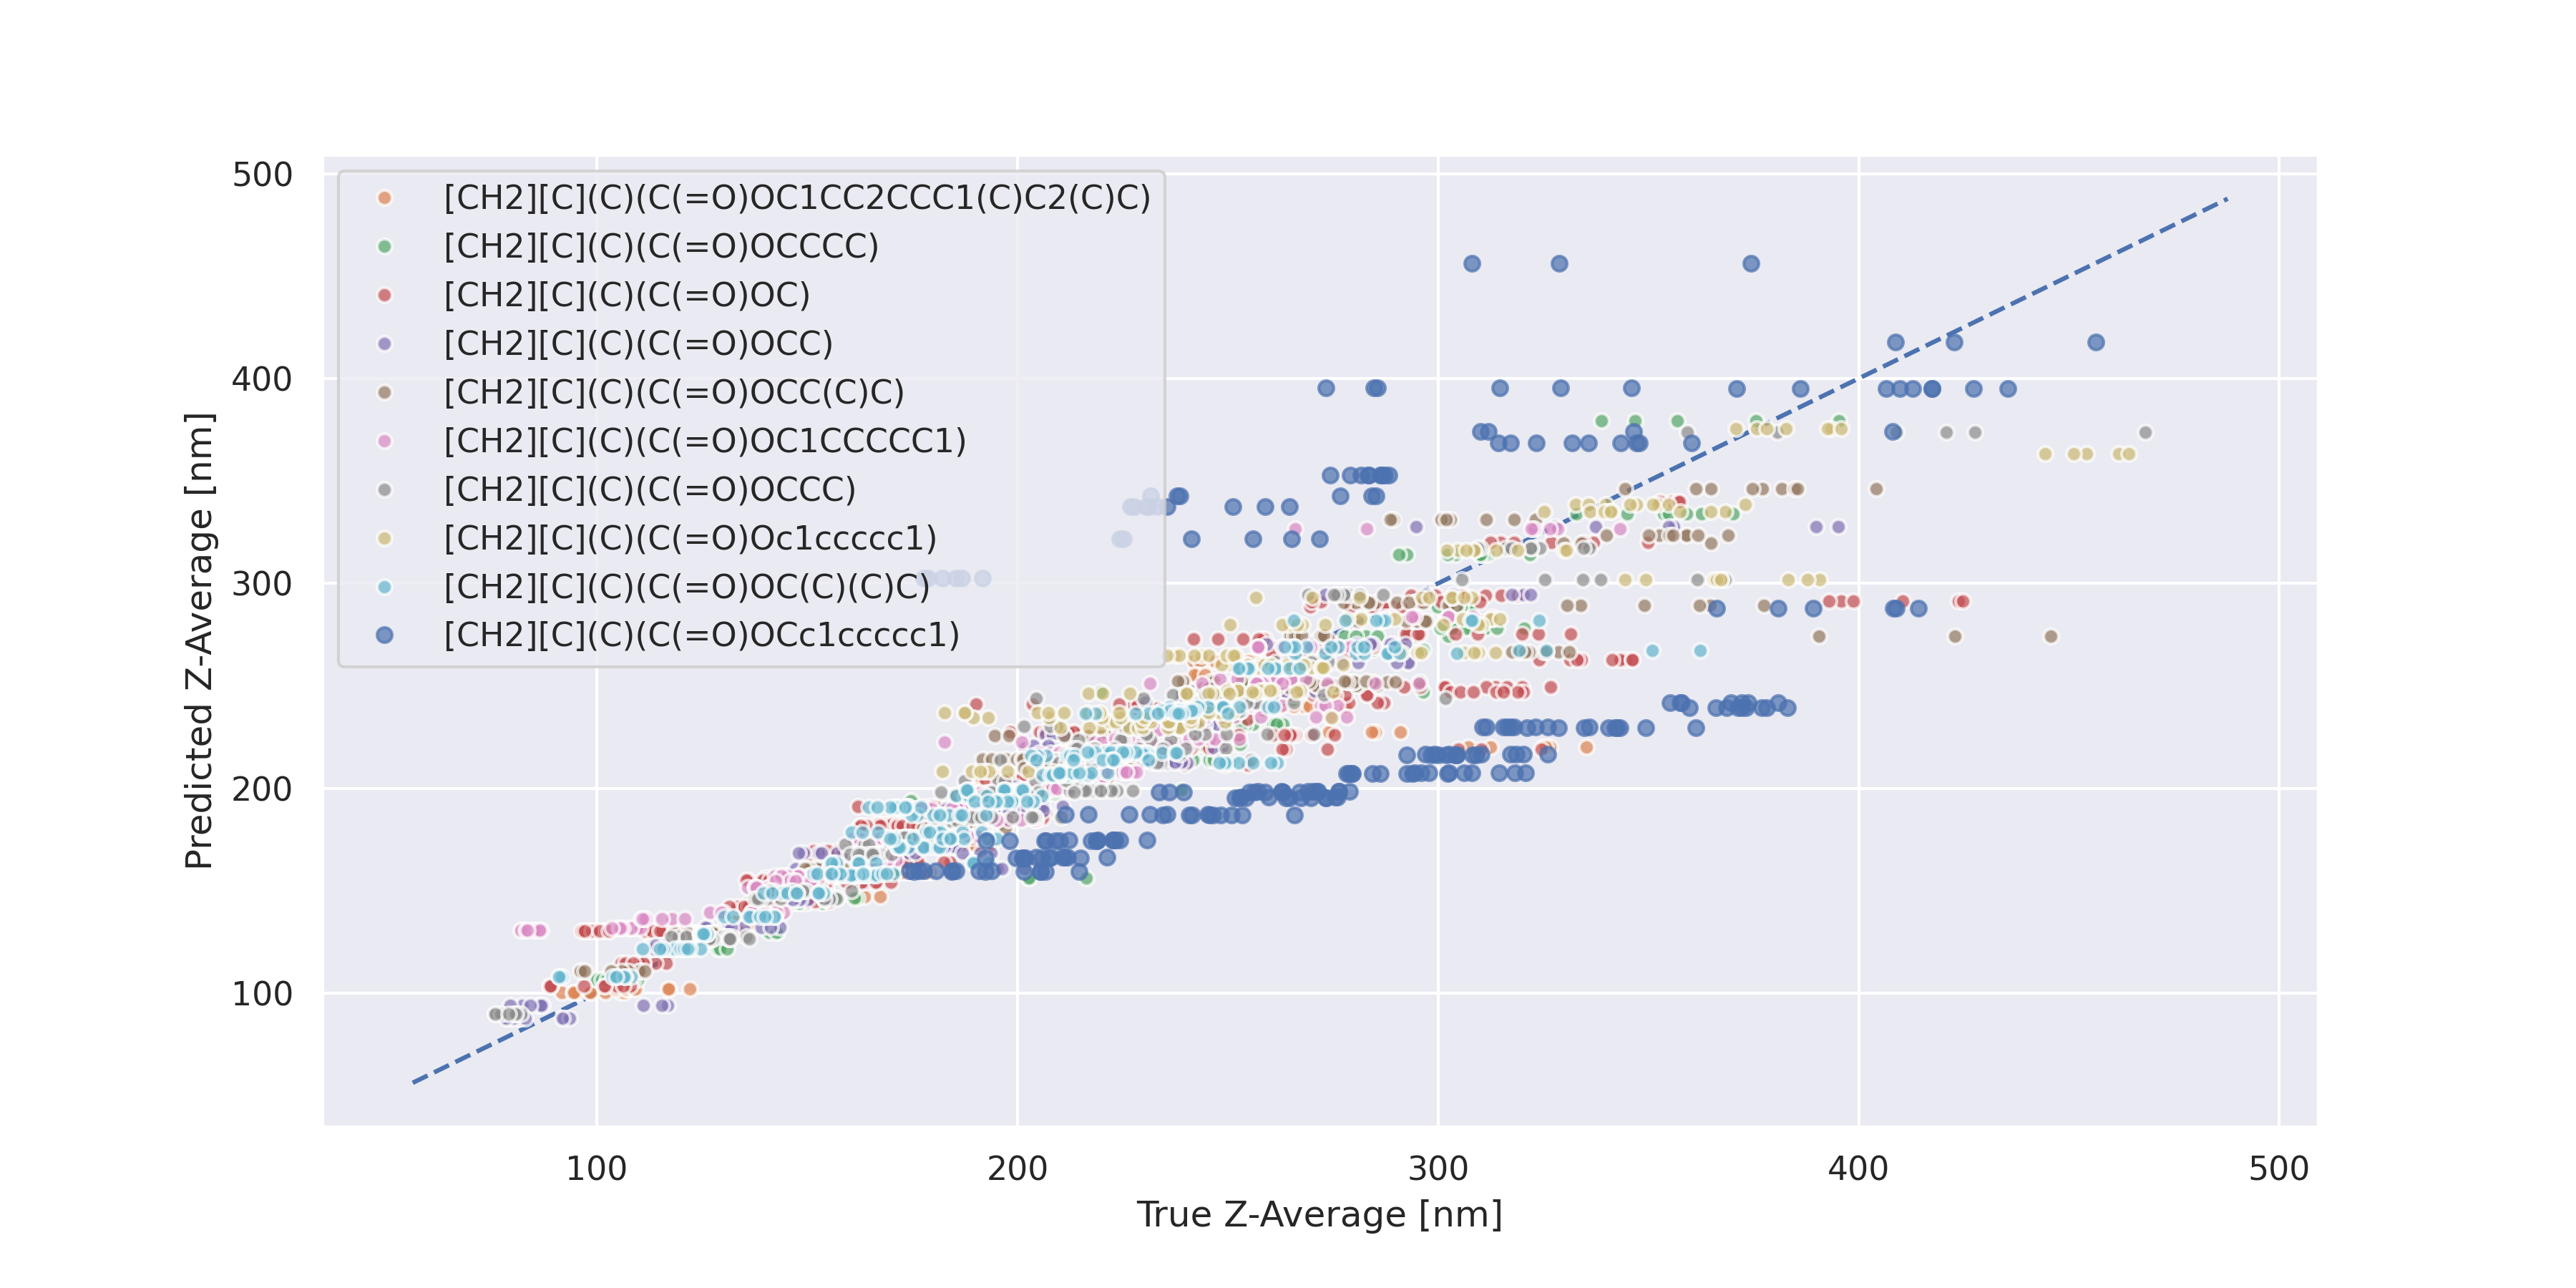 500
400
300
200
100
Predicted Z-Average [nm]
[CH2][C](C)(C(=O)OC1CC2CCC1(C)C2(C)C)
[CH2][C](C)(C(=O)OCCCC)
[CH2][C](C)(C(=O)OC)
[CH2][C](C)(C(=O)OCC)
[CH2][C](C)(C(=O)OCC(C)C)
[CH2][C](C)(C(=O)OC1CCCCC1)
[CH2][C](C)(C(=O)OCCC)
[CH2][C](C)(C(=O)Oc1ccccc1)
[CH2][C](C)(C(=O)OC(C)(C)C)
[CH2][C](C)(C(=O)OCc1ccccc1)
100 200 300 400 500
True Z-Average [nm]